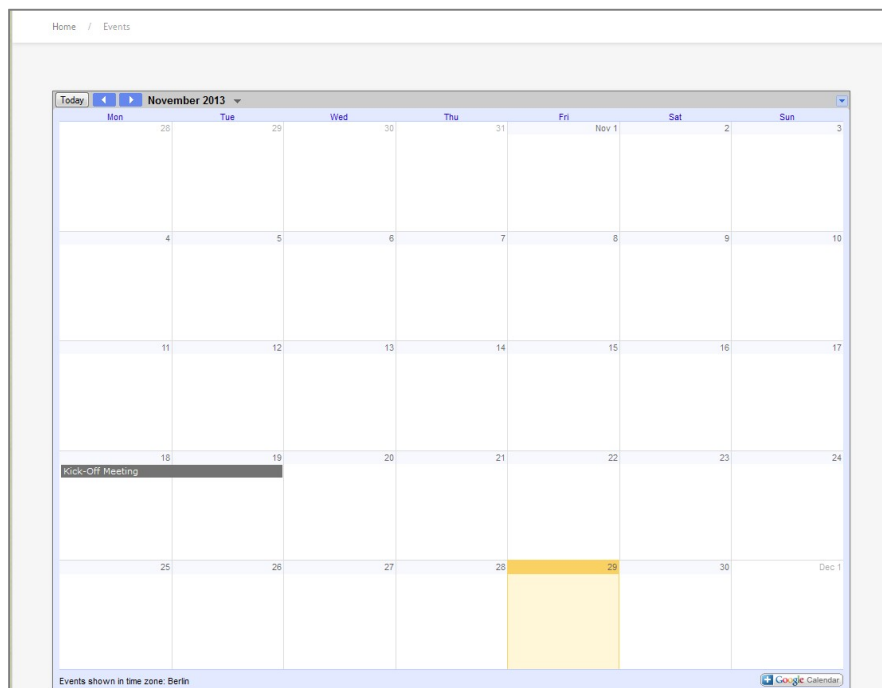 Home / Events
Today November 2013
Mon Tue Wed Thu Fri Sat Sun
28 29 30 31 Nov 1 2 3
4 5 6 7 8 9 10
11 12 13 14 15 16 17
18 19 20 21 22 23 24
Kick-Off Meeting
25 26 27 28 29 30 Dec 1
Events shown in time zone: Berlin
Google Calendar